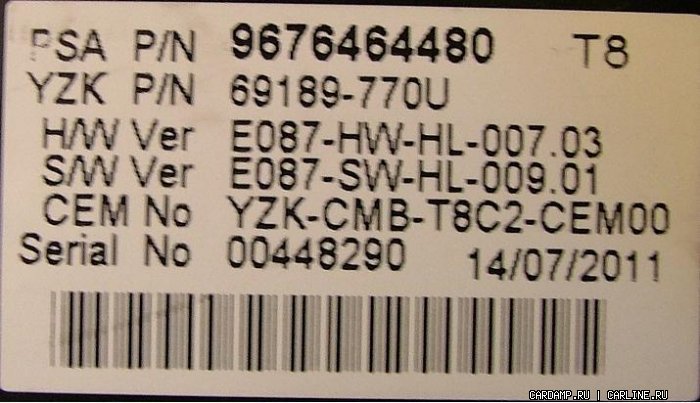 PSA P/N 9676464480 T8
YZK P/N 69189-770U
H/W Ver E087-HW-HL-007.03
S/W Ver E087-SW-HL-009.01
CEM No YZK-CMB-T8C2-CEM00
Serial No 00448290 14/07/2011
CARDAMP.RU | CARLINE.RU